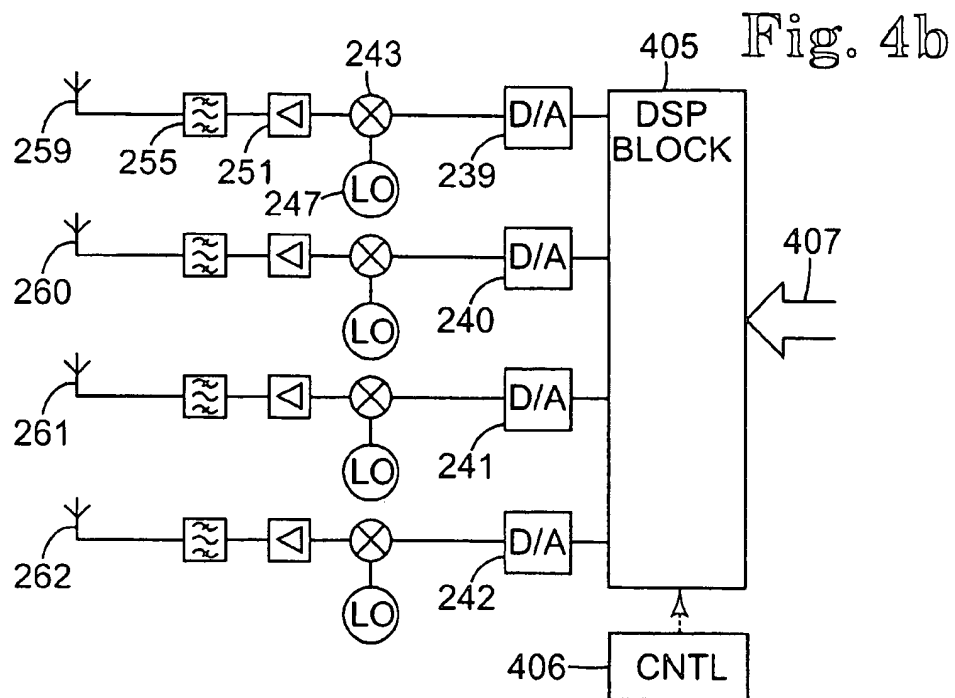 Fig. 4b
243
405
D/A
DSP
BLOCK
259
255
251
247
LO
239
407
D/A
260
LO
240
D/A
261
LO
241
D/A
262
LO
242
406
CNTL